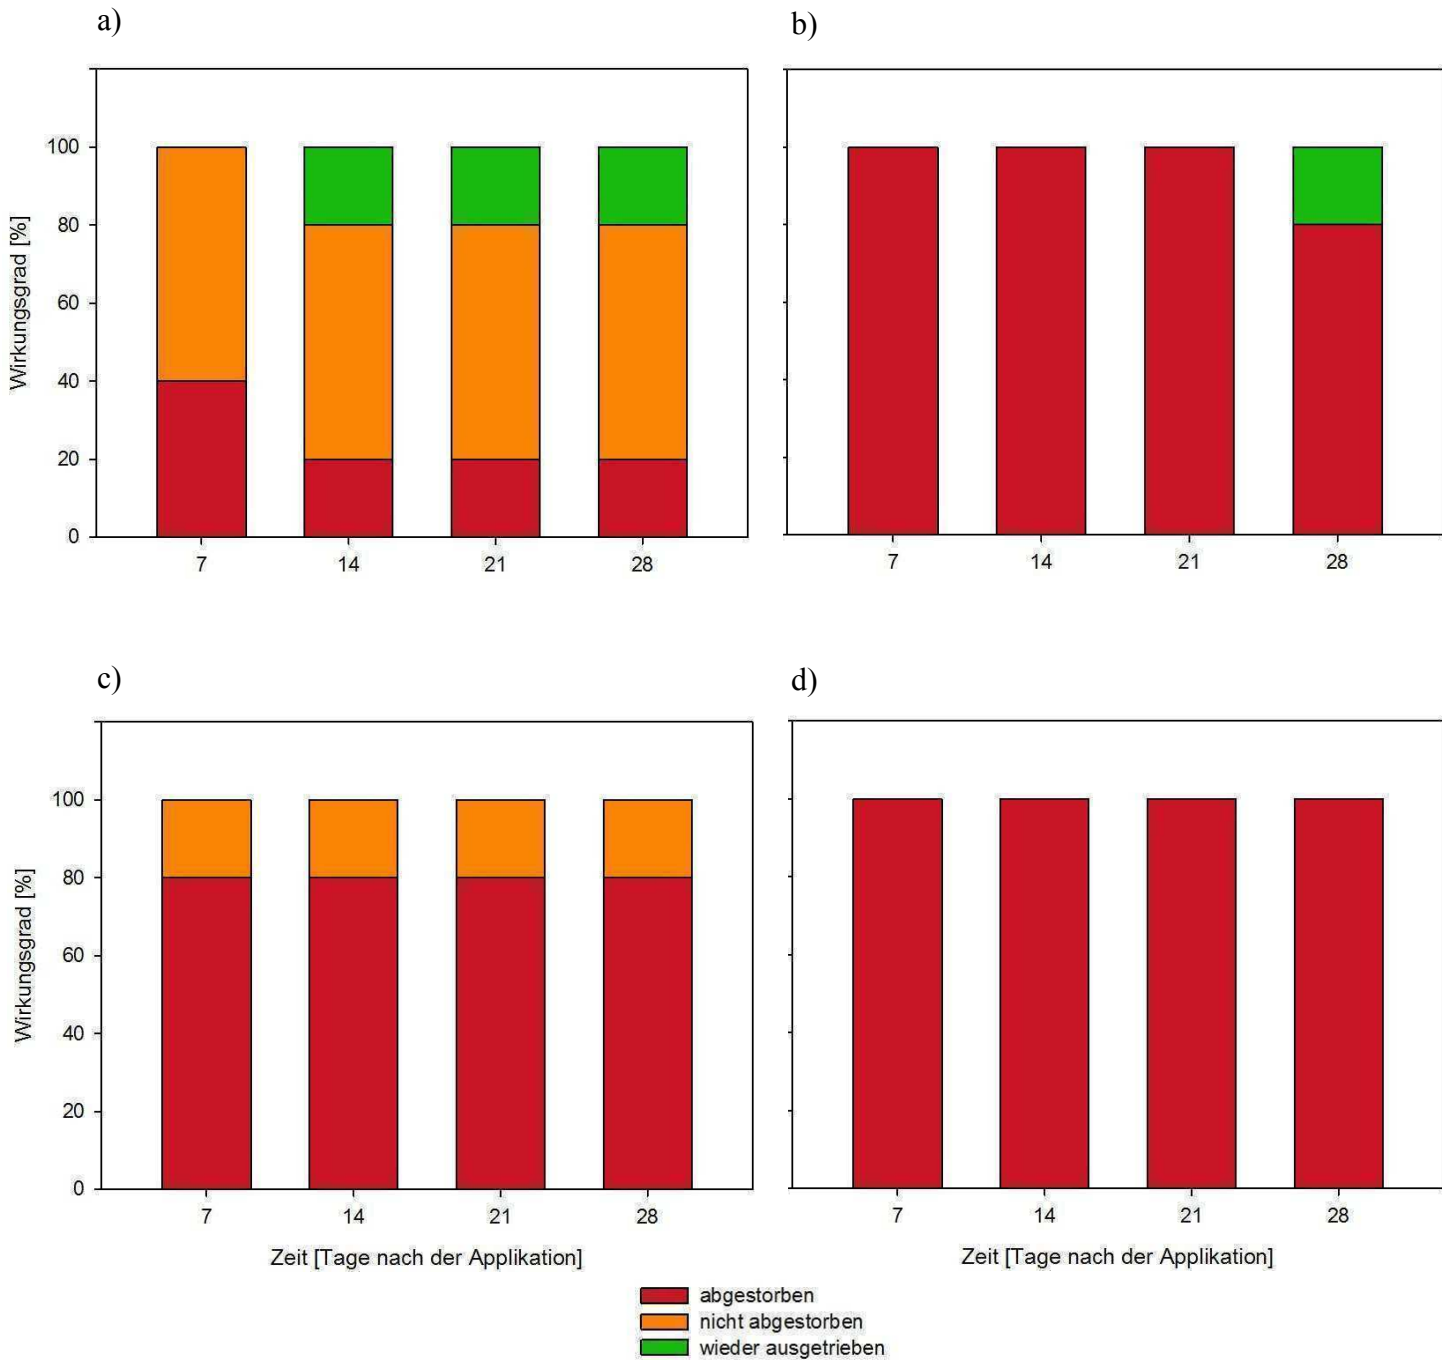 a)
b)
Wirkungsgrad [%]
100
80
60
40
20
0
7 14 21 28
7 14 21 28
c)
d)
Wirkungsgrad [%]
100
80
60
40
20
0
7 14 21 28
7 14 21 28
Zeit [Tage nach der Applikation]
Zeit [Tage nach der Applikation]
abgestorben
nicht abgestorben
wieder ausgetrieben